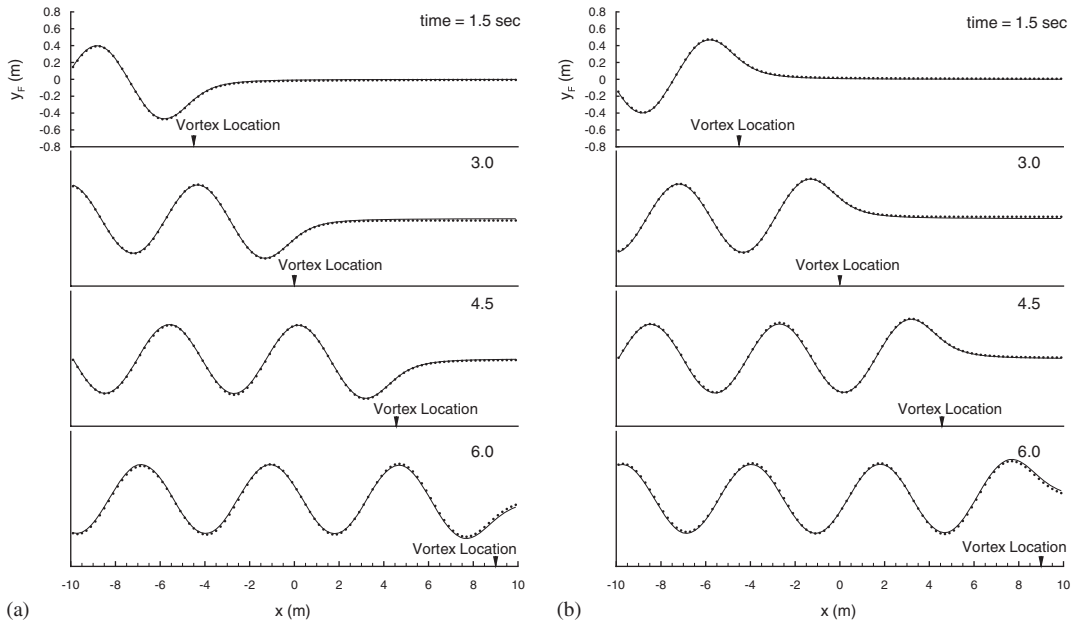 0.8
0.6
0.4
0.2
0
-0.2
-0.4
-0.6
-0.8
y_F (m)
time = 1.5 sec
Vortex Location
3.0
Vortex Location
4.5
Vortex Location
6.0
Vortex Location
-10 -8 -6 -4 -2 0 2 4 6 8 10
x (m)
(a)
0.8
0.6
0.4
0.2
0
-0.2
-0.4
-0.6
-0.8
y_F (m)
time = 1.5 sec
Vortex Location
3.0
Vortex Location
4.5
Vortex Location
6.0
Vortex Location
-10 -8 -6 -4 -2 0 2 4 6 8 10
x (m)
(b)